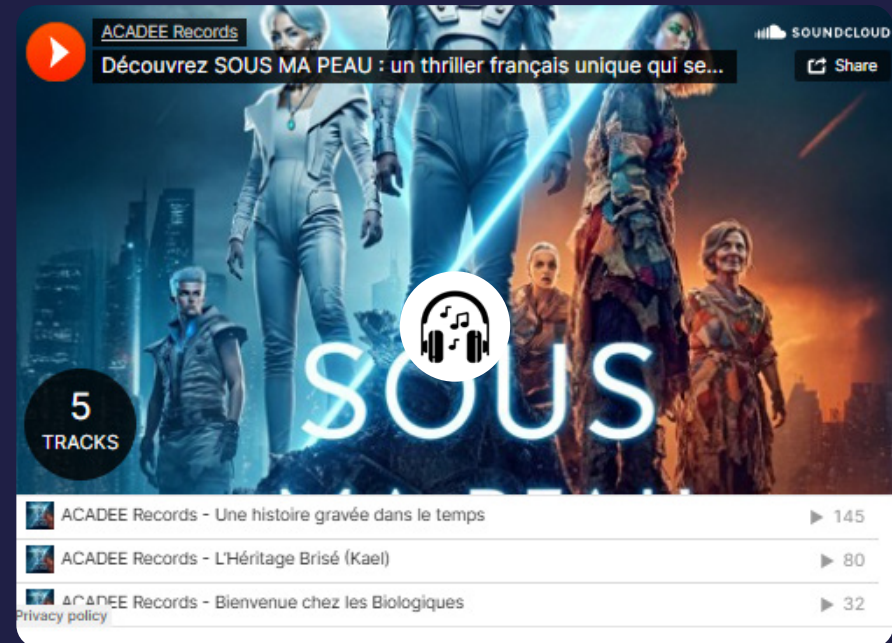 ACADEE Records
SOUNDCLOUD
Découvrez SOUS MA PEAU : un thriller français unique qui se...
Share
SOUS
5
TRACKS
MA PEAU
ACADEE Records - Une histoire gravée dans le temps
145
ACADEE Records - L'Héritage Brisé (Kael)
80
ACADEE Records - Bienvenue chez les Biologiques
32
Privacy policy